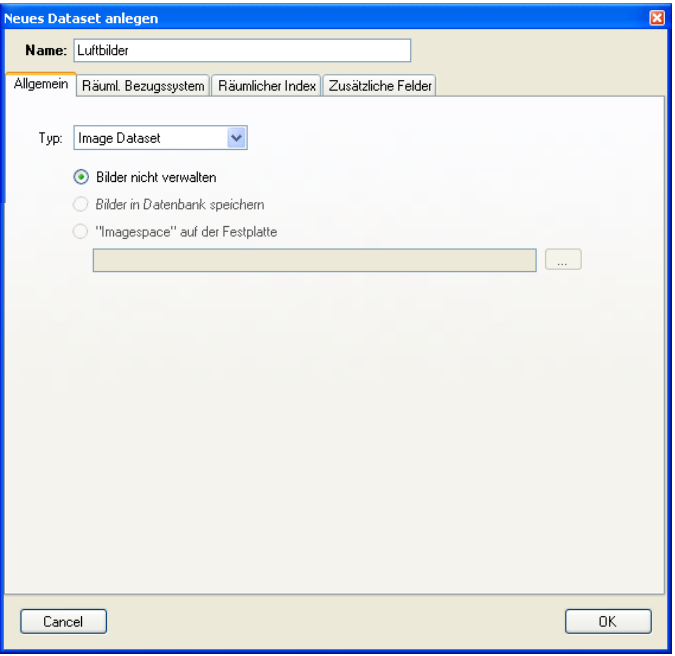 Neues Dataset anlegen
Name: Luftbilder
Allgemein Räuml. Bezugssystem Räumlicher Index Zusätzliche Felder
Typ: Image Dataset
Bilder nicht verwalten
Bilder in Datenbank speichern
"Imagespace" auf der Festplatte
...
Cancel OK